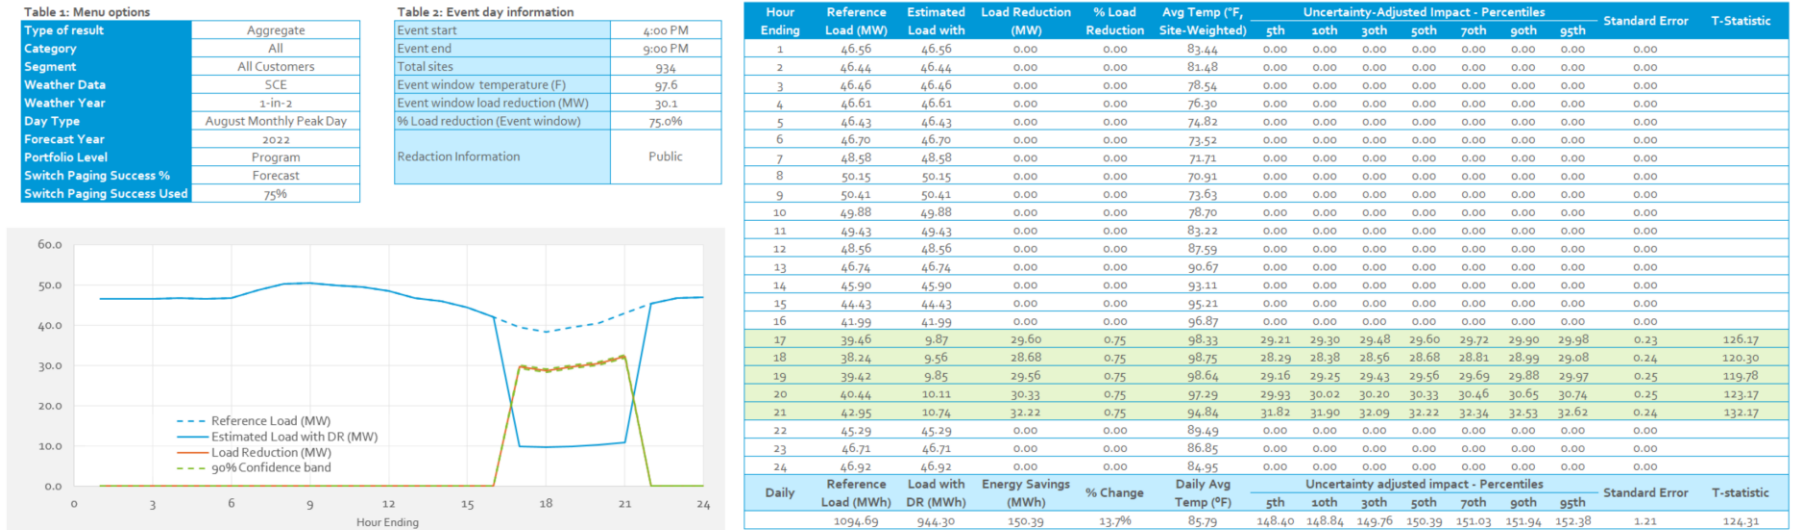 Table 1: Menu options
Type of result Aggregate
Category All
Segment All Customers
Weather Data SCE
Weather Year 1-in-2
Day Type August Monthly Peak Day
Forecast Year 2022
Portfolio Level Program
Switch Paging Success % Forecast
Switch Paging Success Used 75%
Table 2: Event day information
Event start 4:00 PM
Event end 9:00 PM
Total sites 934
Event window temperature (F) 97.6
Event window load reduction (MW) 30.1
% Load reduction (Event window) 75.0%
Redaction Information Public
60.0
50.0
40.0
30.0
20.0
10.0
0.0
Reference Load (MW)
Estimated Load with DR (MW)
Load Reduction (MW)
90% Confidence band
0 3 6 9 12 15 18 21 24
Hour Ending
Hour Reference Estimated Load Reduction % Load Avg Temp (°F, Uncertainty-Adjusted Impact - Percentiles Standard Error T-Statistic
Ending Load (MW) Load with (MW) Reduction Site-Weighted) 5th 10th 30th 50th 70th 90th 95th
1 46.56 46.56 0.00 0.00 83.44 0.00 0.00 0.00 0.00 0.00 0.00 0.00 0.00
2 46.44 46.44 0.00 0.00 81.48 0.00 0.00 0.00 0.00 0.00 0.00 0.00 0.00
3 46.46 46.46 0.00 0.00 78.54 0.00 0.00 0.00 0.00 0.00 0.00 0.00 0.00
4 46.61 46.61 0.00 0.00 76.30 0.00 0.00 0.00 0.00 0.00 0.00 0.00 0.00
5 46.43 46.43 0.00 0.00 74.82 0.00 0.00 0.00 0.00 0.00 0.00 0.00 0.00
6 46.70 46.70 0.00 0.00 73.52 0.00 0.00 0.00 0.00 0.00 0.00 0.00 0.00
7 48.58 48.58 0.00 0.00 71.71 0.00 0.00 0.00 0.00 0.00 0.00 0.00 0.00
8 50.15 50.15 0.00 0.00 70.91 0.00 0.00 0.00 0.00 0.00 0.00 0.00 0.00
9 50.41 50.41 0.00 0.00 73.63 0.00 0.00 0.00 0.00 0.00 0.00 0.00 0.00
10 49.88 49.88 0.00 0.00 78.70 0.00 0.00 0.00 0.00 0.00 0.00 0.00 0.00
11 49.43 49.43 0.00 0.00 83.22 0.00 0.00 0.00 0.00 0.00 0.00 0.00 0.00
12 48.56 48.56 0.00 0.00 87.59 0.00 0.00 0.00 0.00 0.00 0.00 0.00 0.00
13 46.74 46.74 0.00 0.00 90.67 0.00 0.00 0.00 0.00 0.00 0.00 0.00 0.00
14 45.90 45.90 0.00 0.00 93.11 0.00 0.00 0.00 0.00 0.00 0.00 0.00 0.00
15 44.43 44.43 0.00 0.00 95.21 0.00 0.00 0.00 0.00 0.00 0.00 0.00 0.00
16 41.99 41.99 0.00 0.00 96.87 0.00 0.00 0.00 0.00 0.00 0.00 0.00 0.00
17 39.46 9.87 29.60 0.75 98.33 29.21 29.30 29.48 29.60 29.72 29.90 29.98 0.23 126.17
18 38.24 9.56 28.68 0.75 98.75 28.29 28.38 28.56 28.68 28.81 28.99 29.08 0.24 120.30
19 39.42 9.85 29.56 0.75 98.64 29.16 29.25 29.43 29.56 29.69 29.88 29.97 0.25 119.78
20 40.44 10.11 30.33 0.75 97.29 29.93 30.02 30.20 30.33 30.46 30.65 30.74 0.25 123.17
21 42.95 10.74 32.22 0.75 94.84 31.82 31.90 32.09 32.22 32.34 32.53 32.62 0.24 132.17
22 45.29 45.29 0.00 0.00 89.49 0.00 0.00 0.00 0.00 0.00 0.00 0.00 0.00
23 46.71 46.71 0.00 0.00 86.85 0.00 0.00 0.00 0.00 0.00 0.00 0.00 0.00
24 46.92 46.92 0.00 0.00 84.95 0.00 0.00 0.00 0.00 0.00 0.00 0.00 0.00
Daily Reference Load with Energy Savings % Change Daily Avg Uncertainty adjusted impact - Percentiles Standard Error T-statistic
Load (MWh) DR (MWh) (MWh) Temp (°F) 5th 10th 30th 50th 70th 90th 95th
1094.69 944.30 150.39 13.7% 85.79 148.40 148.84 149.76 150.39 151.03 151.94 152.38 1.21 124.31